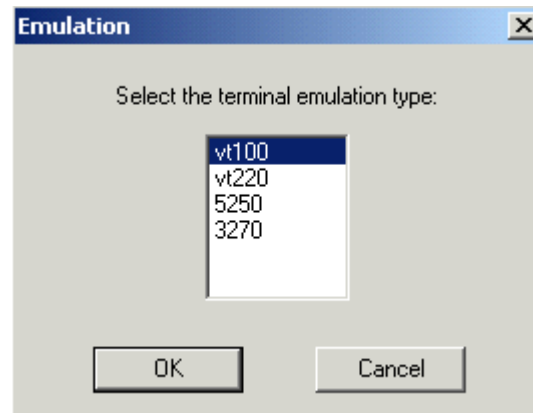 Emulation
Select the terminal emulation type:
vt100
vt220
5250
3270
OK
Cancel